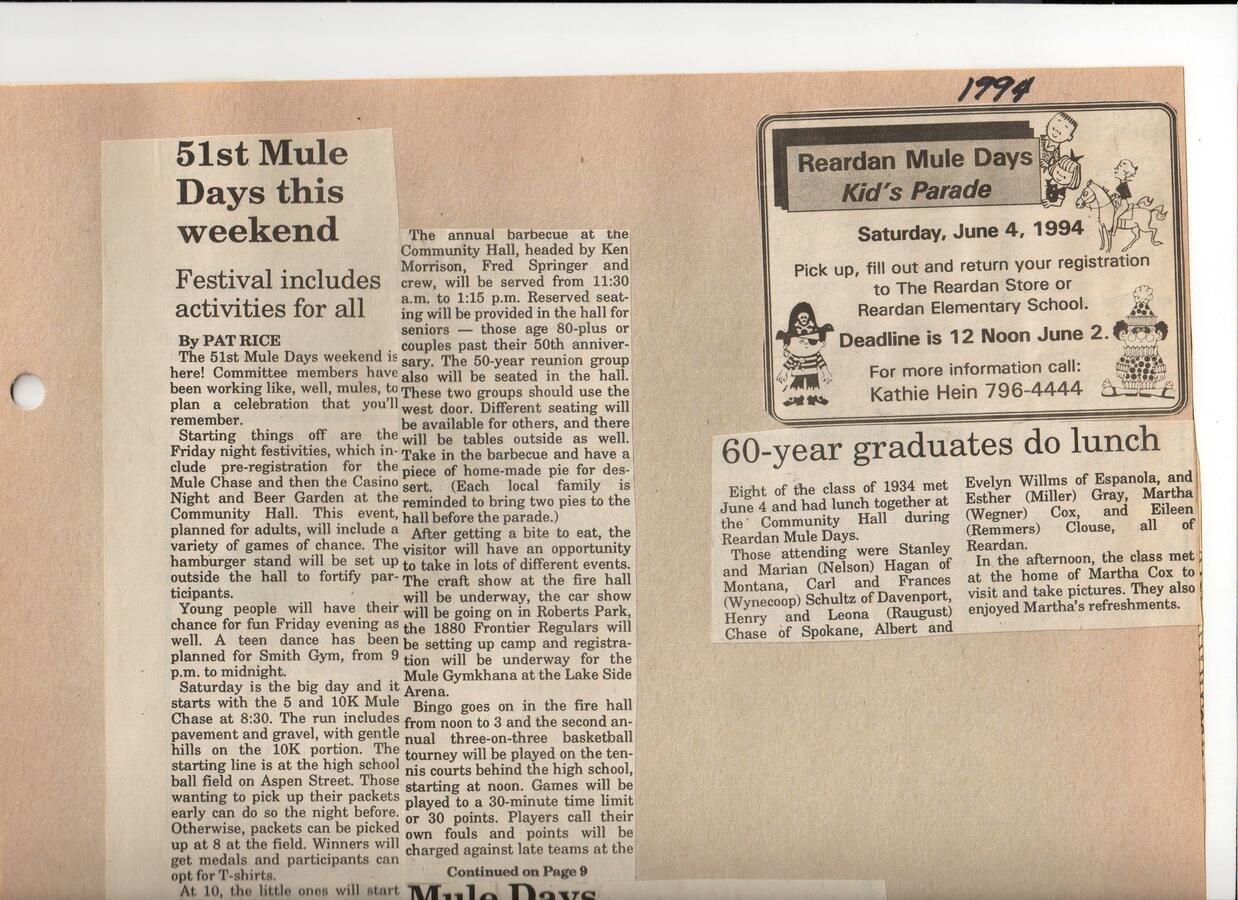 51st Mule
Days this
weekend
Festival includes
activities for all
By PAT RICE
The 51st Mule Days weekend is
here! Committee members have
been working like, well, mules, to
plan a celebration that you'll
remember.
Starting things off are the
Friday night festivities, which in-
clude pre-registration for the
Mule Chase and then the Casino
Night and Beer Garden at the
Community Hall. This event,
planned for adults, will include a
variety of games of chance. The
hamburger stand will be set up
outside the hall to fortify par-
ticipants.
Young people will have their
chance for fun Friday evening as
well. A teen dance has been
planned for Smith Gym, from 9
p.m. to midnight.
Saturday is the big day and it
starts with the 5 and 10K Mule
Chase at 8:30. The run includes
pavement and gravel, with gentle
hills on the 10K portion. The
starting line is at the high school
ball field on Aspen Street. Those
wanting to pick up their packets
early can do so the night before.
Otherwise, packets can be picked
up at 8 at the field. Winners will
get medals and participants can
opt for T-shirts.
At 10, the little ones will start
The annual barbecue at the
Community Hall, headed by Ken
Morrison, Fred Springer and
crew, will be served from 11:30
a.m. to 1:15 p.m. Reserved seat-
ing will be provided in the hall for
seniors — those age 80-plus or
couples past their 50th anniver-
sary. The 50-year reunion group
also will be seated in the hall.
These two groups should use the
west door. Different seating will
be available for others, and there
will be tables outside as well.
Take in the barbecue and have a
piece of home-made pie for des-
sert. (Each local family is
reminded to bring two pies to the
hall before the parade.)
After getting a bite to eat, the
visitor will have an opportunity
to take in lots of different events.
The craft show at the fire hall
will be underway, the car show
will be going on in Roberts Park,
the 1880 Frontier Regulars will
be setting up camp and registra-
tion will be underway for the
Mule Gymkhana at the Lake Side
Arena.
Bingo goes on in the fire hall
from noon to 3 and the second an-
nual three-on-three basketball
tourney will be played on the ten-
nis courts behind the high school,
starting at noon. Games will be
played to a 30-minute time limit
or 30 points. Players call their
own fouls and points will be
charged against late teams at the
Continued on Page 9
Mule Days
1994
Reardan Mule Days
Kid's Parade
Saturday, June 4, 1994
Pick up, fill out and return your registration
to The Reardan Store or
Reardan Elementary School.
Deadline is 12 Noon June 2.
For more information call:
Kathie Hein 796-4444
60-year graduates do lunch
Eight of the class of 1934 met
June 4 and had lunch together at
the Community Hall during
Reardan Mule Days.
Those attending were Stanley
and Marian (Nelson) Hagan of
Montana, Carl and Frances
(Wynecoop) Schultz of Davenport,
Henry and Leona (Raugust)
Chase of Spokane, Albert and
Evelyn Willms of Espanola, and
Esther (Miller) Gray, Martha
(Wegner) Cox, and Eileen
(Remmers) Clouse, all of
Reardan.
In the afternoon, the class met
at the home of Martha Cox to
visit and take pictures. They also
enjoyed Martha's refreshments.